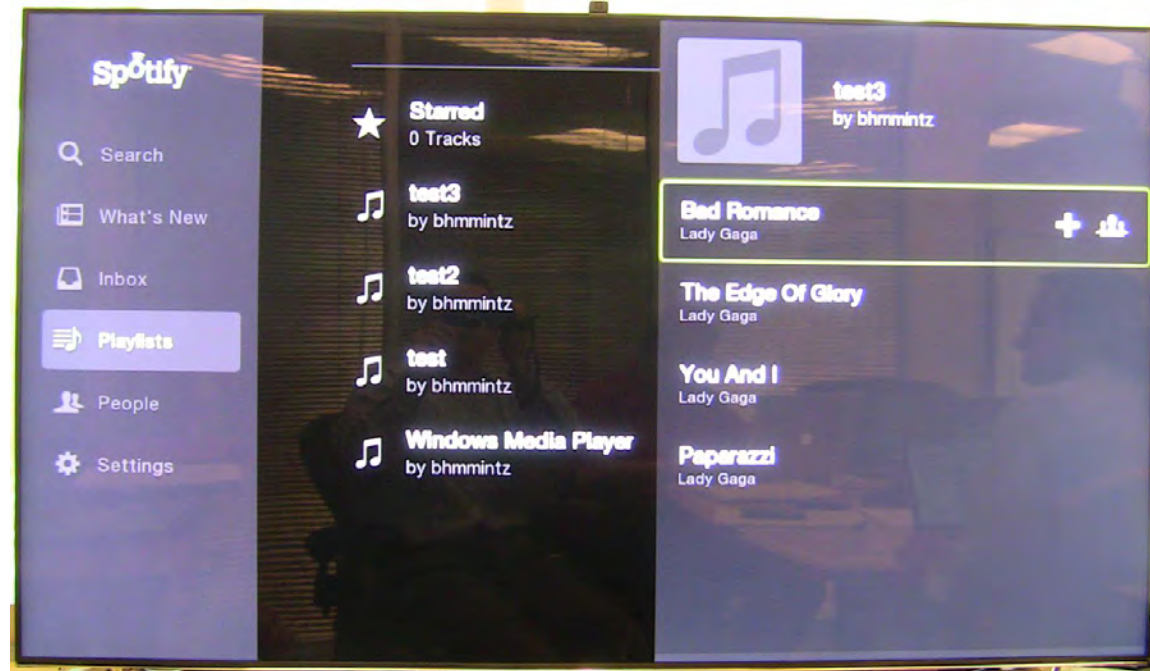 Spotify
Search
What's New
Inbox
Playlists
People
Settings
Starred
0 Tracks
test3
by bhmmintz
test2
by bhmmintz
test
by bhmmintz
Windows Media Player
by bhmmintz
test3
by bhmmintz
Bad Romance
Lady Gaga
The Edge Of Glory
Lady Gaga
You And I
Lady Gaga
Paparazzi
Lady Gaga